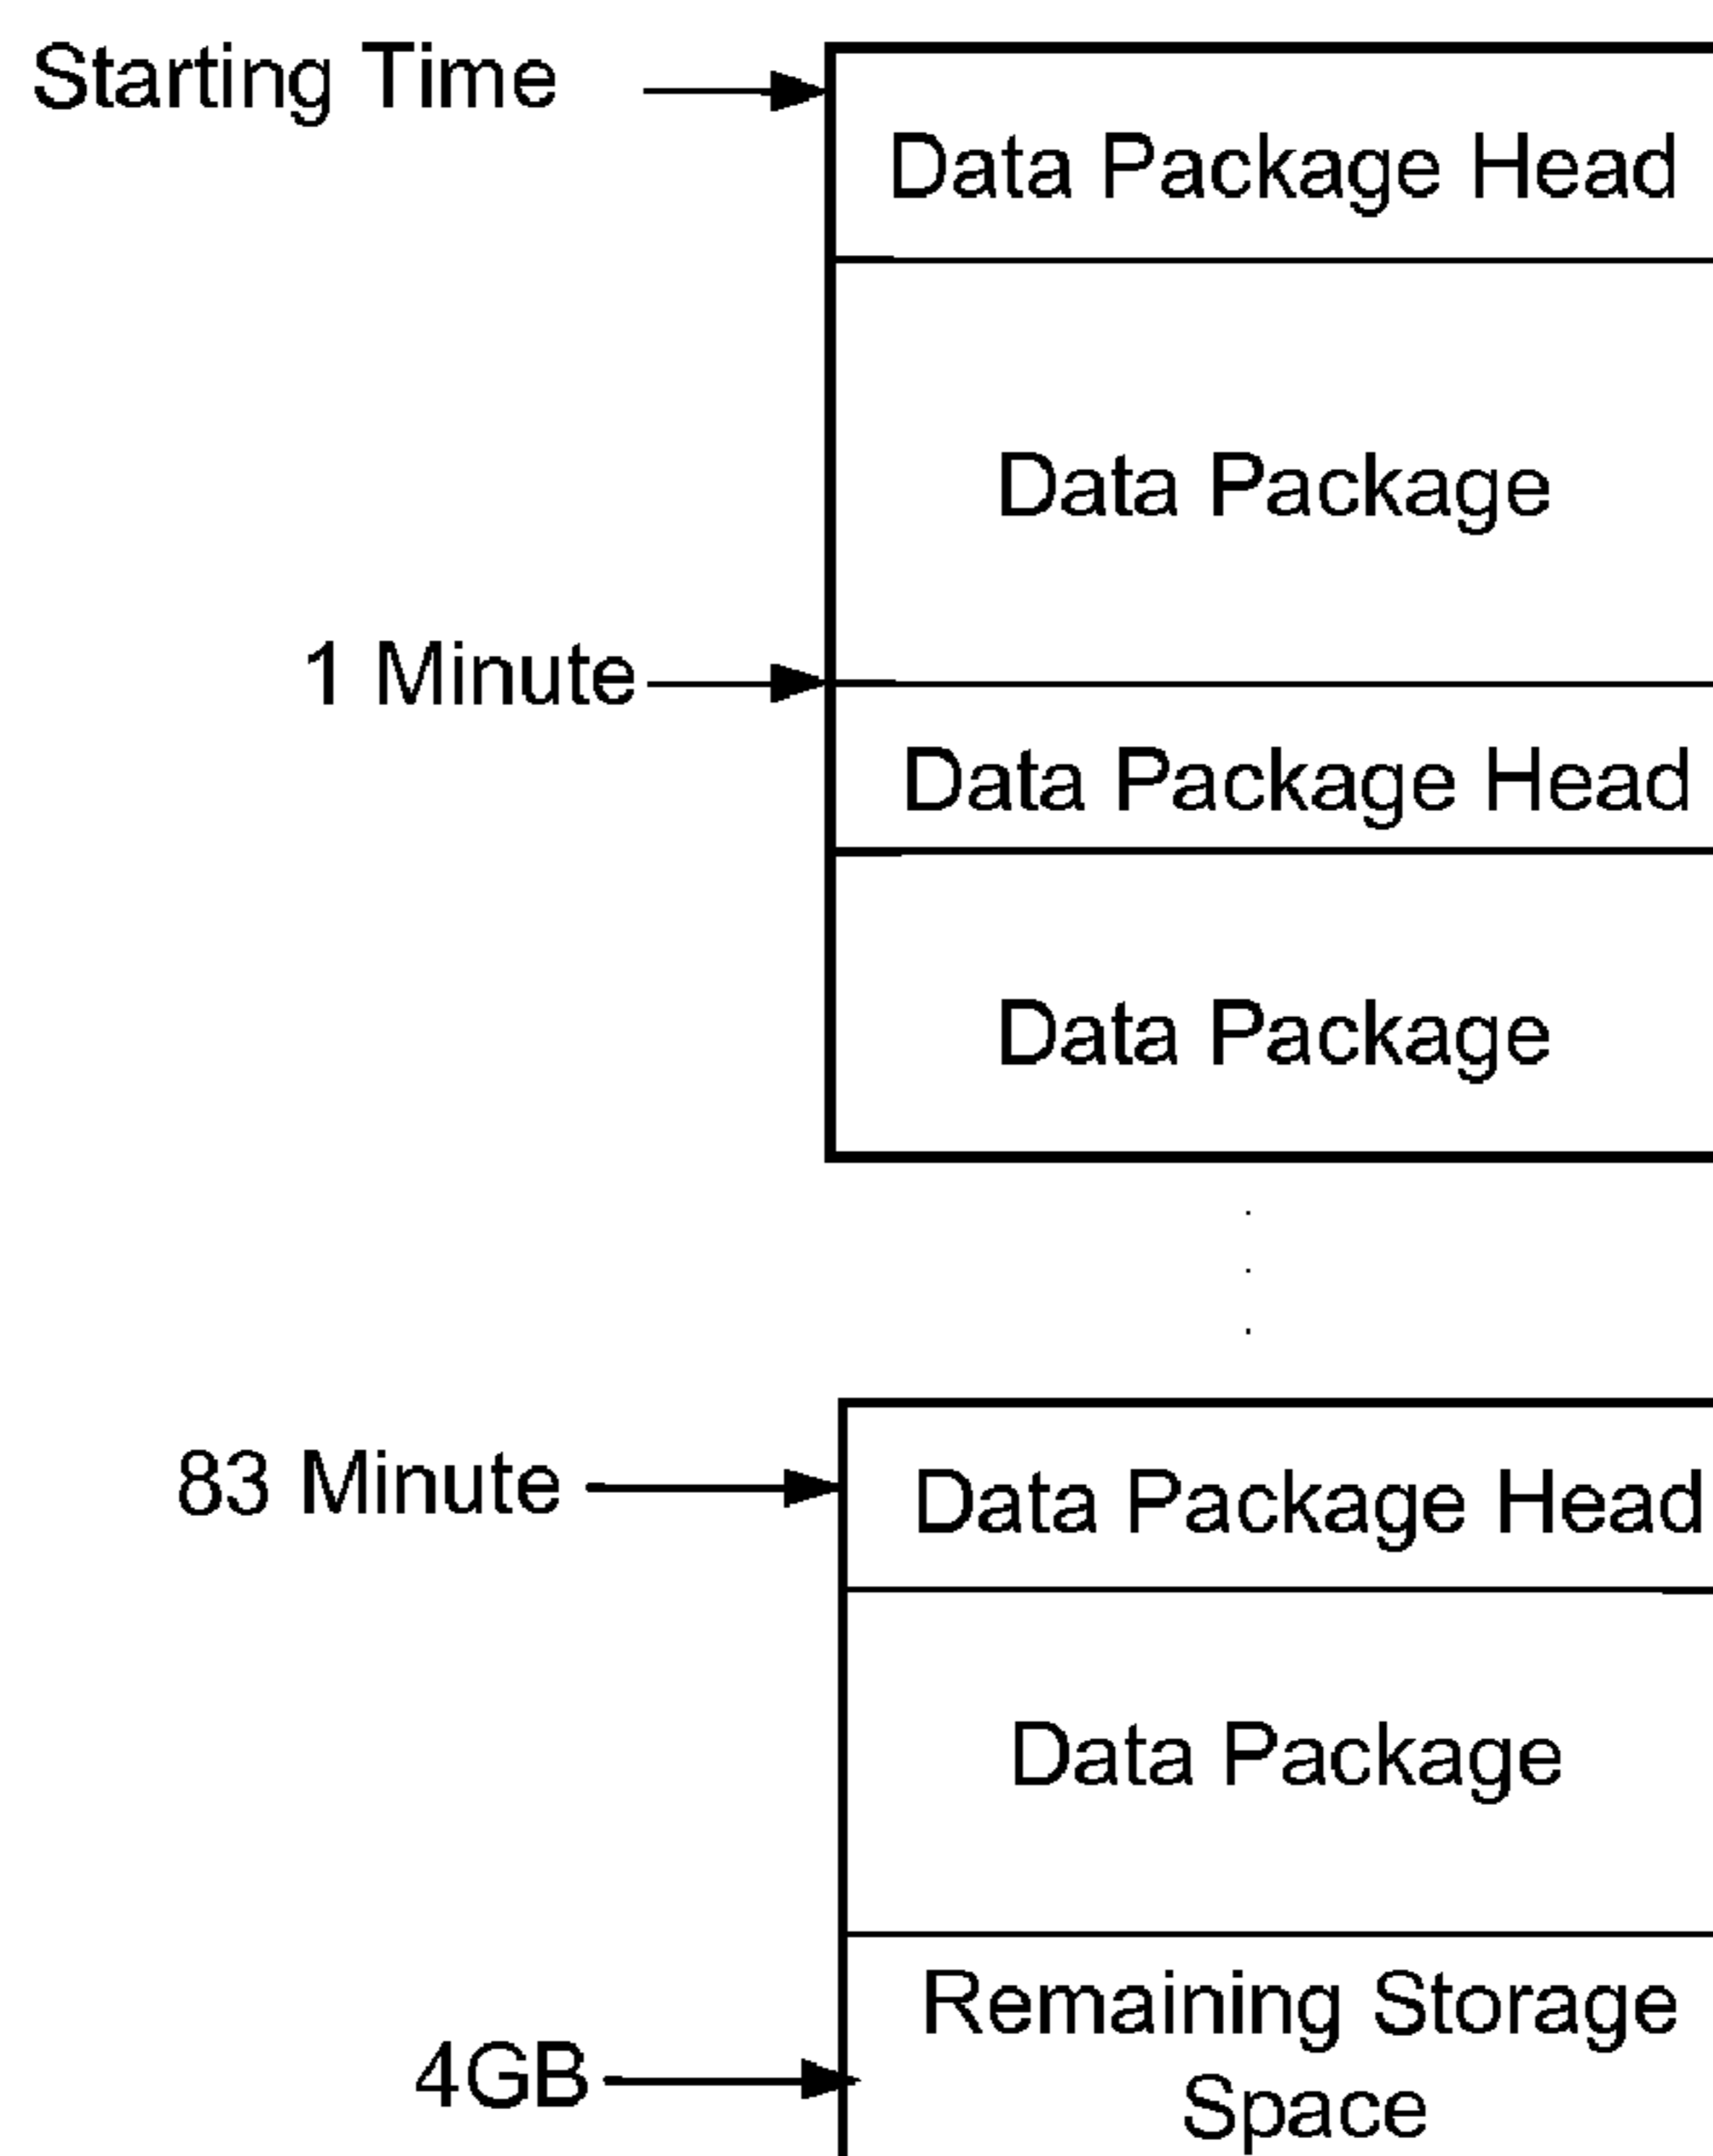 Starting Time
Data Package Head
Data Package
1 Minute
Data Package Head
Data Package
83 Minute
Data Package Head
Data Package
Remaining Storage
4GB
Space